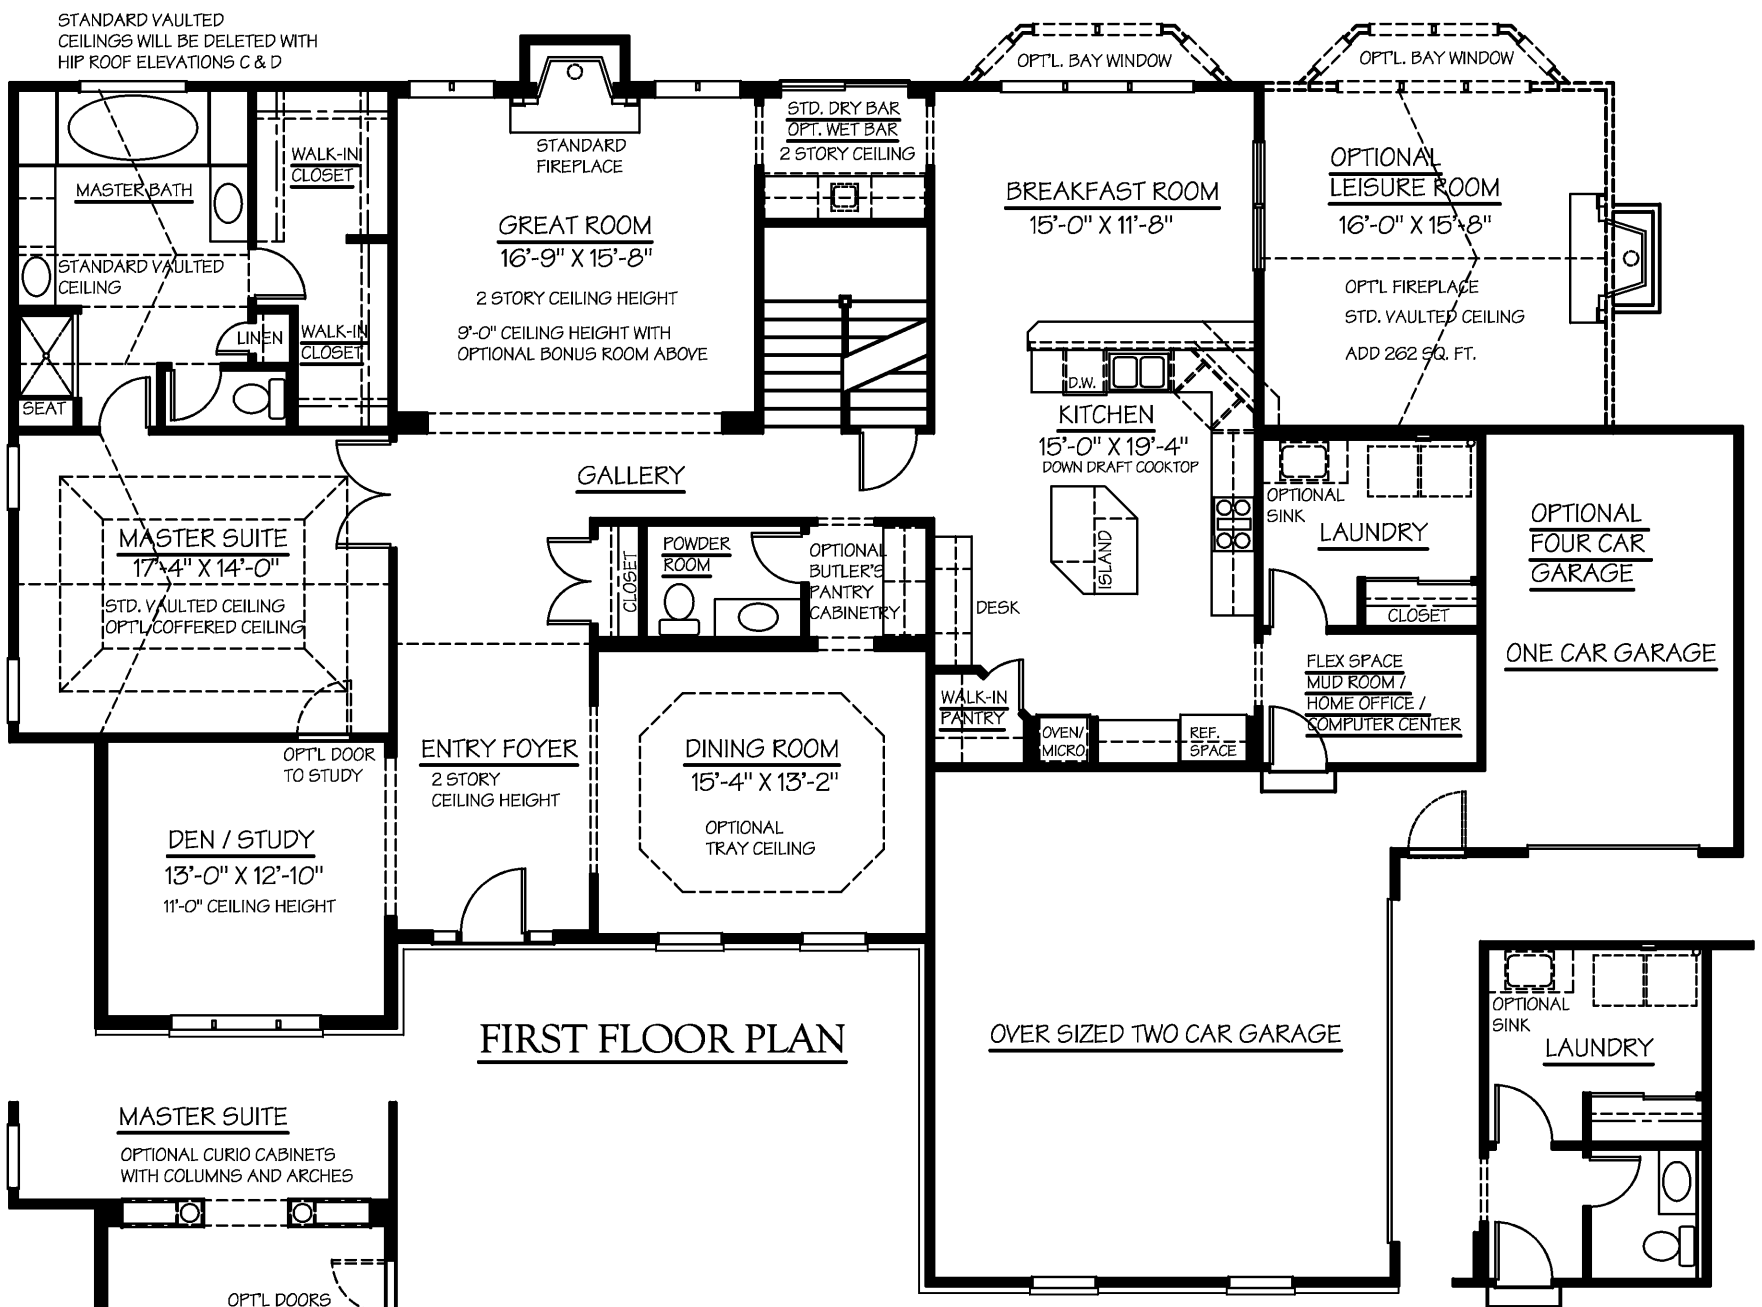 STANDARD VAULTED
CEILINGS WILL BE DELETED WITH
HIP ROOF ELEVATIONS C & D
OPT'L. BAY WINDOW
OPT'L. BAY WINDOW
STANDARD
FIREPLACE
STD. DRY BAR
OPT. WET BAR
2 STORY CEILING
WALK-IN
CLOSET
MASTER BATH
STANDARD VAULTED
CEILING
LINEN
WALK-IN
CLOSET
SEAT
GREAT ROOM
16'-9" X 15'-8"
2 STORY CEILING HEIGHT
9'-0" CEILING HEIGHT WITH
OPTIONAL BONUS ROOM ABOVE
BREAKFAST ROOM
15'-0" X 11'-8"
OPTIONAL
LEISURE ROOM
16'-0" X 15'-8"
OPT'L FIREPLACE
STD. VAULTED CEILING
ADD 262 SQ. FT.
D.W.
KITCHEN
15'-0" X 19'-4"
DOWN DRAFT COOKTOP
ISLAND
GALLERY
MASTER SUITE
17'-4" X 14'-0"
STD. VAULTED CEILING
OPT'L COFFERED CEILING
CLOSET
POWDER
ROOM
OPTIONAL
BUTLER'S
PANTRY
CABINETRY
DESK
OPTIONAL
SINK
LAUNDRY
CLOSET
OPTIONAL
FOUR CAR
GARAGE
ONE CAR GARAGE
FLEX SPACE
MUD ROOM /
HOME OFFICE /
COMPUTER CENTER
WALK-IN
PANTRY
OVEN/
MICRO
REF.
SPACE
OPT'L DOOR
TO STUDY
ENTRY FOYER
2 STORY
CEILING HEIGHT
DINING ROOM
15'-4" X 13'-2"
OPTIONAL
TRAY CEILING
DEN / STUDY
13'-0" X 12'-10"
11'-0" CEILING HEIGHT
FIRST FLOOR PLAN
OVER SIZED TWO CAR GARAGE
OPTIONAL
SINK
LAUNDRY
MASTER SUITE
OPTIONAL CURIO CABINETS
WITH COLUMNS AND ARCHES
OPT'L DOORS